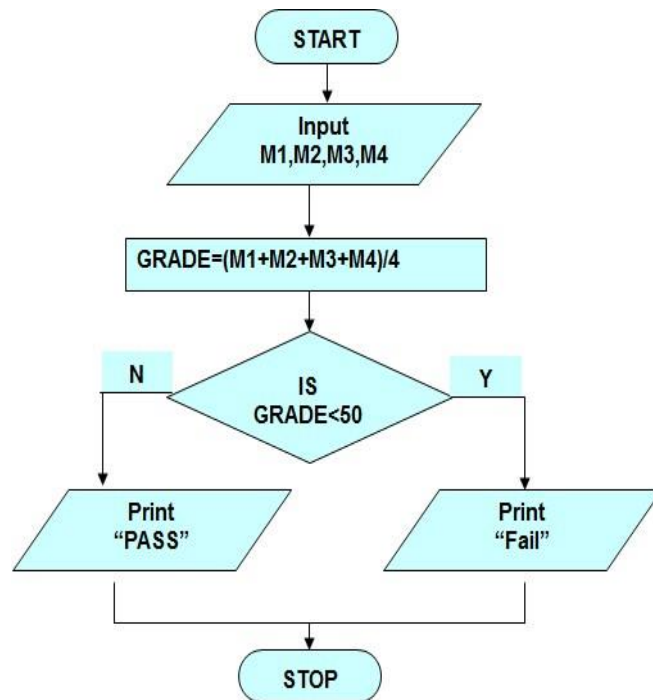 START
Input
M1,M2,M3,M4
GRADE=(M1+M2+M3+M4)/4
N
Y
IS
GRADE<50
Print
“PASS”
Print
“Fail”
STOP